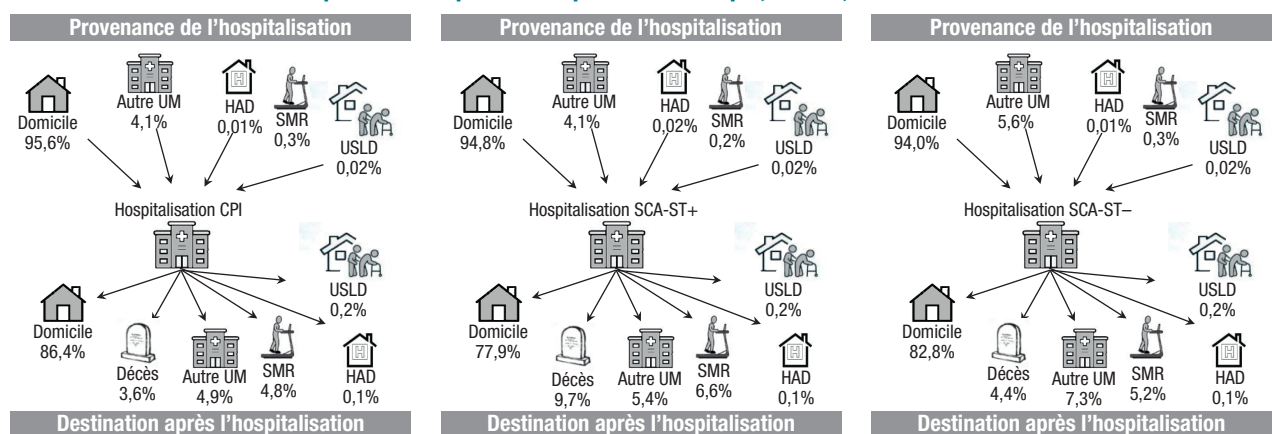 Provenance de l'hospitalisation
Domicile
95,6%
Autre UM
4,1%
HAD
0,01%
SMR
0,3%
USLD
0,02%
Hospitalisation CPI
USLD
0,2%
Domicile
86,4%
Décès
3,6%
Autre UM
4,9%
SMR
4,8%
HAD
0,1%
Destination après l'hospitalisation
Provenance de l'hospitalisation
Domicile
94,8%
Autre UM
4,1%
HAD
0,02%
SMR
0,2%
USLD
0,02%
Hospitalisation SCA-ST+
USLD
0,2%
Domicile
77,9%
Décès
9,7%
Autre UM
5,4%
SMR
6,6%
HAD
0,1%
Destination après l'hospitalisation
Provenance de l'hospitalisation
Domicile
94,0%
Autre UM
5,6%
HAD
0,01%
SMR
0,3%
USLD
0,02%
Hospitalisation SCA-ST–
USLD
0,2%
Domicile
82,8%
Décès
4,4%
Autre UM
7,3%
SMR
5,2%
HAD
0,1%
Destination après l'hospitalisation